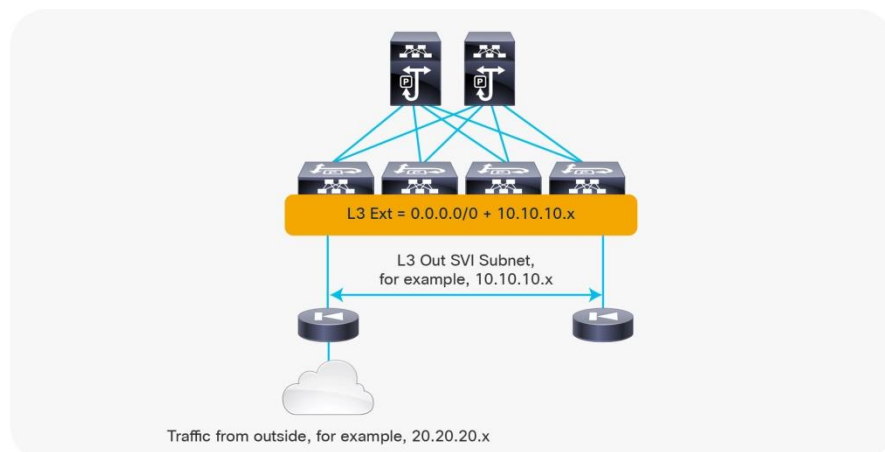 L3 Ext = 0.0.0.0/0 + 10.10.10.x
L3 Out SVI Subnet,
for example, 10.10.10.x
Traffic from outside, for example, 20.20.20.x